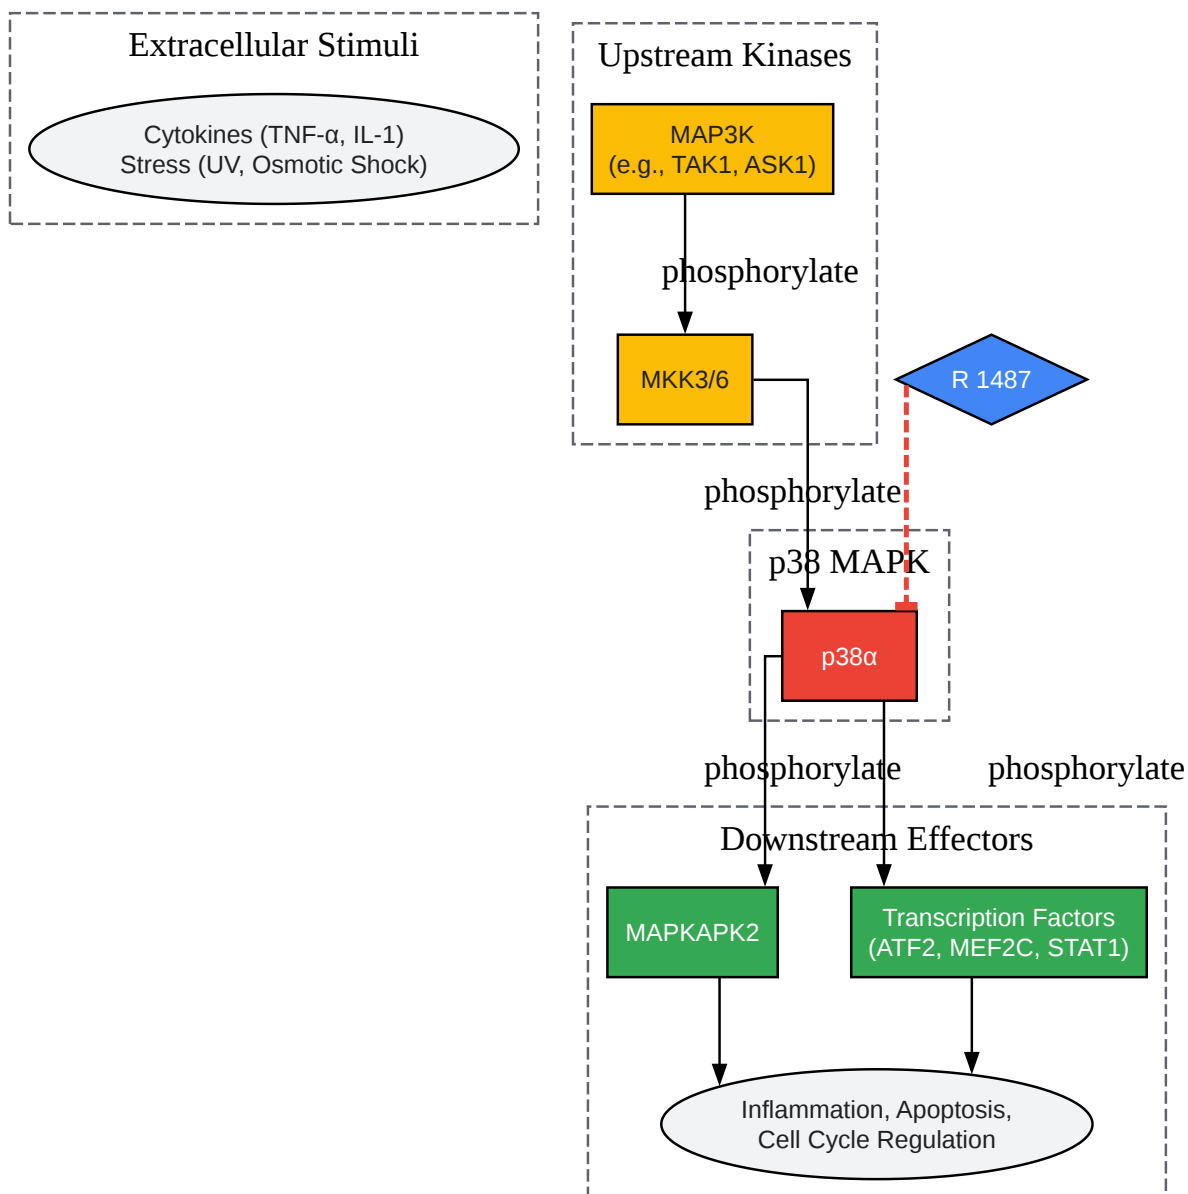 Extracellular Stimuli
Cytokines (TNF-α, IL-1)
Stress (UV, Osmotic Shock)
Upstream Kinases
MAP3K
(e.g., TAK1, ASK1)
phosphorylate
MKK3/6
R 1487
phosphorylate
p38 MAPK
p38α
phosphorylate
phosphorylate
Downstream Effectors
MAPKAPK2
Transcription Factors
(ATF2, MEF2C, STAT1)
Inflammation, Apoptosis,
Cell Cycle Regulation